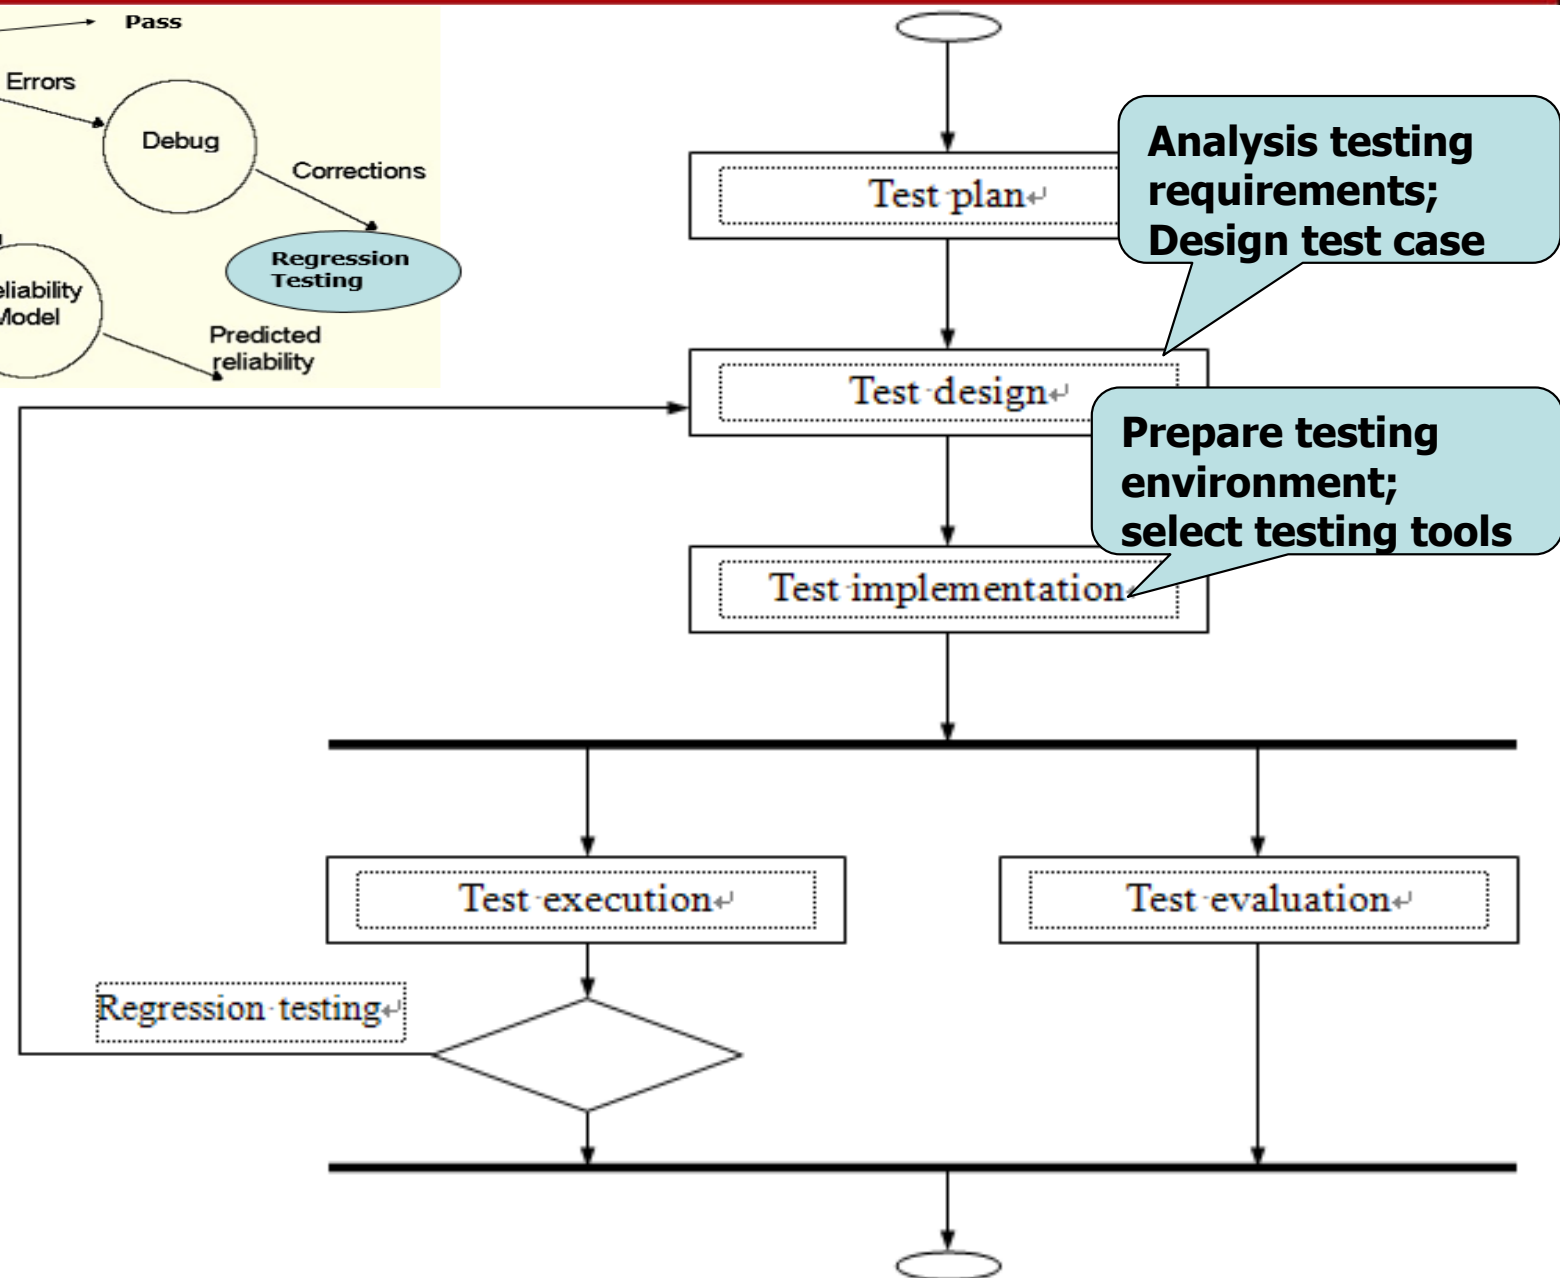 Pass
Errors
Debug
Corrections
Regression
Testing
eliability
Model
Predicted
reliability
Test plan
Analysis testing
requirements;
Design test case
Test design
Prepare testing
environment;
select testing tools
Test implementation
Test execution
Test evaluation
Regression testing